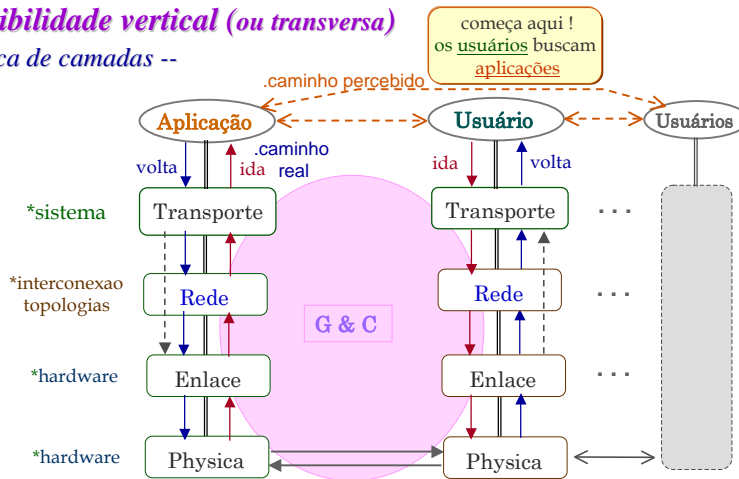 ibilidade vertical (ou transversa)
ca de camadas --
começa aqui !
os usuários buscam
aplicações
.caminho percebido
Aplicação
Usuário
Usuários
volta
ida
.caminho
real
ida
volta
*sistema
Transporte
Transporte
...
*interconexao
topologias
Rede
Rede
...
G & C
*hardware
Enlace
Enlace
...
*hardware
Physica
Physica